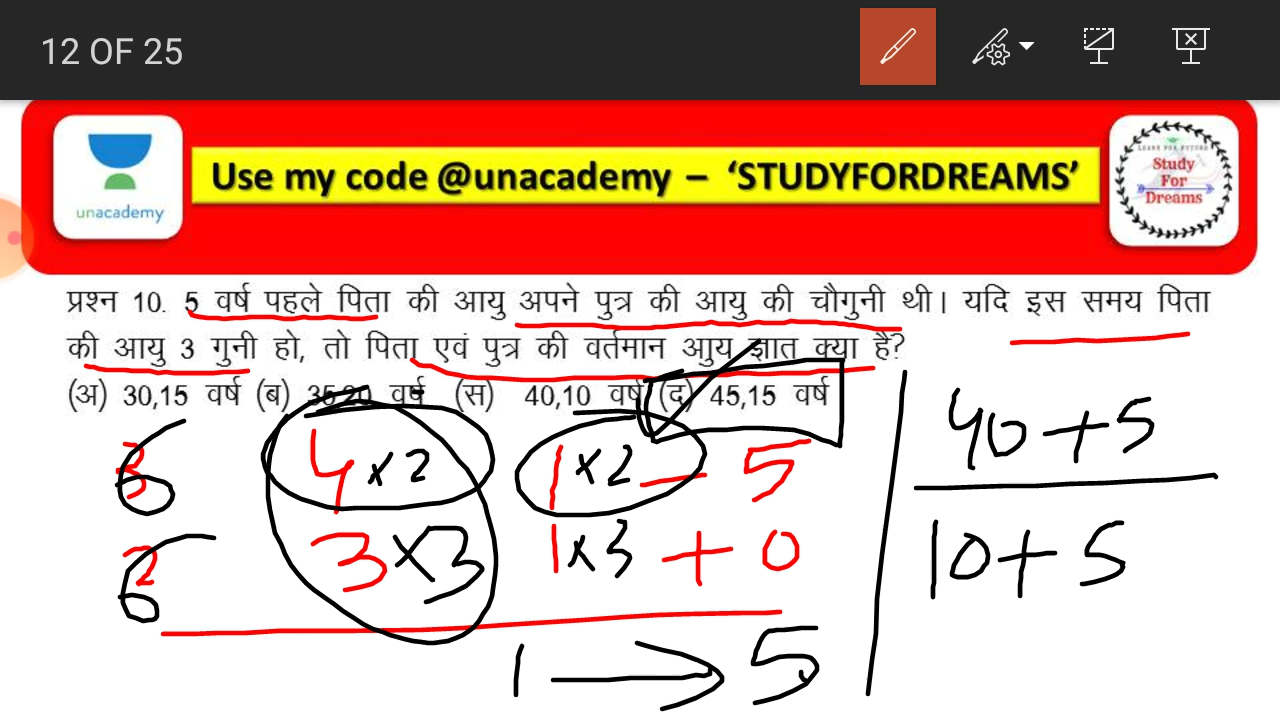 12 OF 25
unacademy
Use my code @unacademy – ‘STUDYFORDREAMS’
Study
For
Dreams
प्रश्न 10. 5 वर्ष पहले पिता की आयु अपने पुत्र की आयु की चौगुनी थी। यदि इस समय पिता
की आयु 3 गुनी हो, तो पिता एवं पुत्र की वर्तमान आुय ज्ञात क्या है?
(अ) 30,15 वर्ष (ब) 35,20 वर्ष (स) 40,10 वर्ष (द) 45,15 वर्ष
40+5
10+5
3 6 4×2 1×2 – 5
2 6 3×3 1×3 + 0
1 → 5